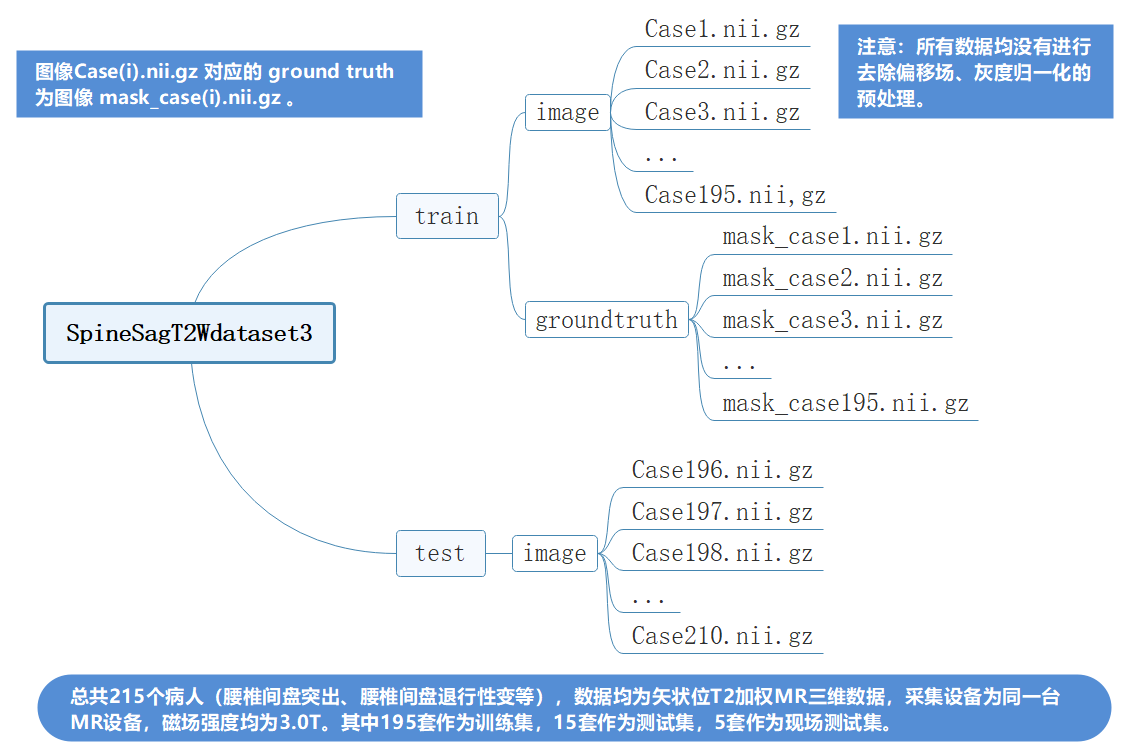 图像Case(i).nii.gz 对应的 ground truth
为图像 mask_case(i).nii.gz 。
注意：所有数据均没有进行
去除偏移场、灰度归一化的
预处理。
SpineSagT2Wdataset3
train
image
Case1.nii.gz
Case2.nii.gz
Case3.nii.gz
...
Case195.nii,gz
groundtruth
mask_case1.nii.gz
mask_case2.nii.gz
mask_case3.nii.gz
...
mask_case195.nii.gz
test
image
Case196.nii.gz
Case197.nii.gz
Case198.nii.gz
...
Case210.nii.gz
总共215个病人（腰椎间盘突出、腰椎间盘退行性变等），数据均为矢状位T2加权MR三维数据，采集设备为同一台
MR设备，磁场强度均为3.0T。其中195套作为训练集，15套作为测试集，5套作为现场测试集。